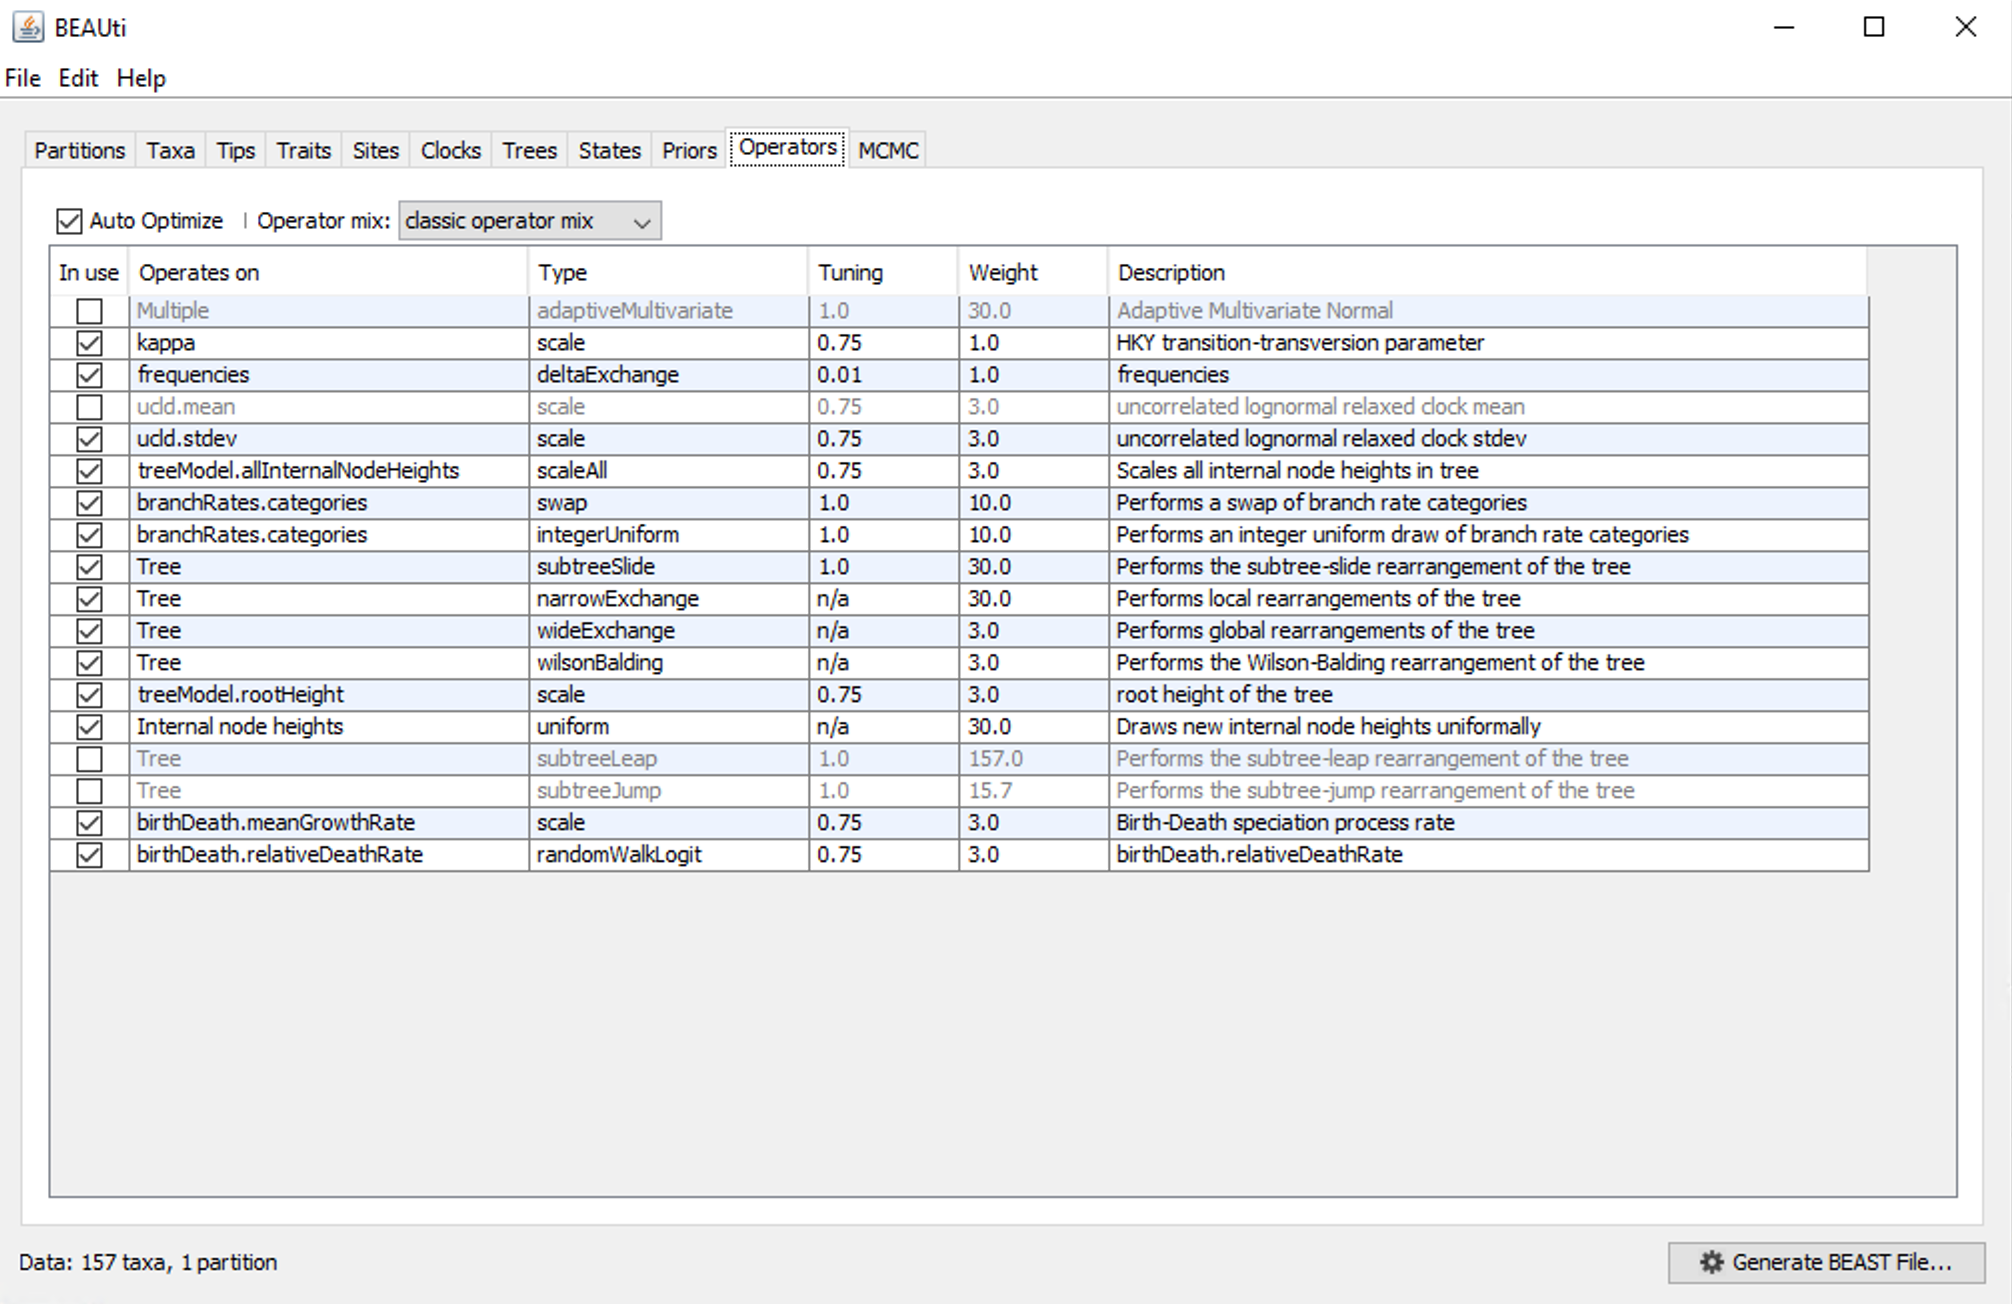 BEAUti
File Edit Help
Partitions Taxa Tips Traits Sites Clocks Trees States Priors Operators MCMC
Auto Optimize | Operator mix: classic operator mix
In use Operates on Type Tuning Weight Description
Multiple adaptiveMultivariate 1.0 30.0 Adaptive Multivariate Normal
kappa scale 0.75 1.0 HKY transition-transversion parameter
frequencies deltaExchange 0.01 1.0 frequencies
ucld.mean scale 0.75 3.0 uncorrelated lognormal relaxed clock mean
ucld.stdev scale 0.75 3.0 uncorrelated lognormal relaxed clock stdev
treeModel.allInternalNodeHeights scaleAll 0.75 3.0 Scales all internal node heights in tree
branchRates.categories swap 1.0 10.0 Performs a swap of branch rate categories
branchRates.categories integerUniform 1.0 10.0 Performs an integer uniform draw of branch rate categories
Tree subtreeSlide 1.0 30.0 Performs the subtree-slide rearrangement of the tree
Tree narrowExchange n/a 30.0 Performs local rearrangements of the tree
Tree wideExchange n/a 3.0 Performs global rearrangements of the tree
Tree wilsonBalding n/a 3.0 Performs the Wilson-Balding rearrangement of the tree
treeModel.rootHeight scale 0.75 3.0 root height of the tree
Internal node heights uniform n/a 30.0 Draws new internal node heights uniformally
Tree subtreeLeap 1.0 157.0 Performs the subtree-leap rearrangement of the tree
Tree subtreeJump 1.0 15.7 Performs the subtree-jump rearrangement of the tree
birthDeath.meanGrowthRate scale 0.75 3.0 Birth-Death speciation process rate
birthDeath.relativeDeathRate randomWalkLogit 0.75 3.0 birthDeath.relativeDeathRate
Data: 157 taxa, 1 partition Generate BEAST File...